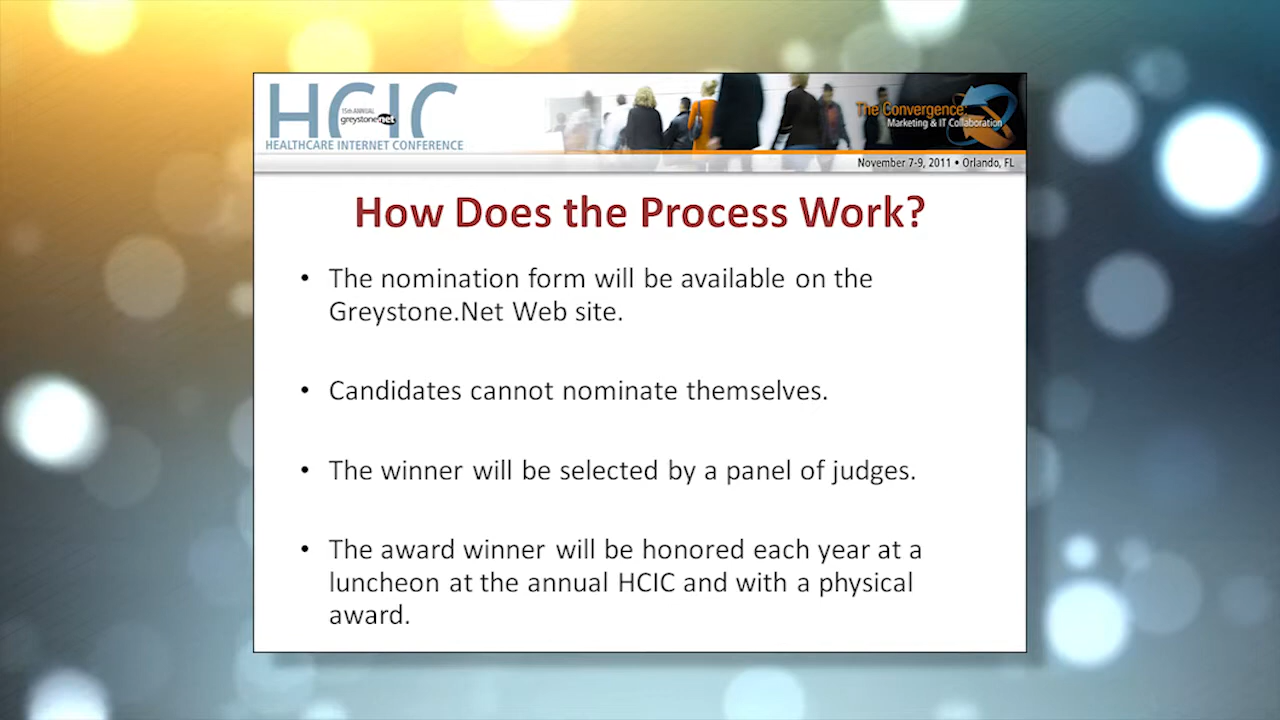 HCIC
15th ANNUAL
greystone.net
HEALTHCARE INTERNET CONFERENCE
The Convergence:
Marketing & IT Collaboration
November 7-9, 2011 • Orlando, FL
How Does the Process Work?
• The nomination form will be available on the
Greystone.Net Web site.
• Candidates cannot nominate themselves.
• The winner will be selected by a panel of judges.
• The award winner will be honored each year at a
luncheon at the annual HCIC and with a physical
award.